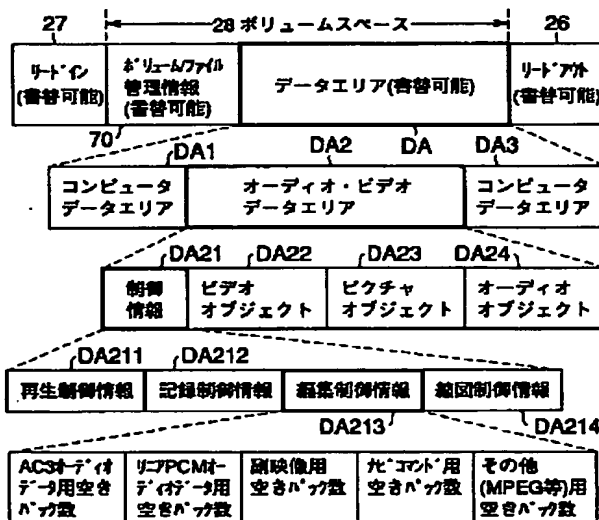 27
28 ボリュームスペース
26
リードイン
(書替可能)
ボリューム/ファイル
管理情報
(書替可能)
データエリア(書替可能)
リードアウト
(書替可能)
70
DA1
DA2
DA
DA3
コンピュータ
データエリア
オーディオ・ビデオ
データエリア
コンピュータ
データエリア
DA21
DA22
DA23
DA24
制御
情報
ビデオ
オブジェクト
ピクチャ
オブジェクト
オーディオ
オブジェクト
DA211
DA212
再生制御情報
記録制御情報
編集制御情報
縮図制御情報
DA213
DA214
AC3オーディオ
データ用空き
パック数
リニアPCMオー
ディオデータ用
空きパック数
副映像用
空きパック数
ナビコマンド用
空きパック数
その他
(MPEG等)用
空きパック数